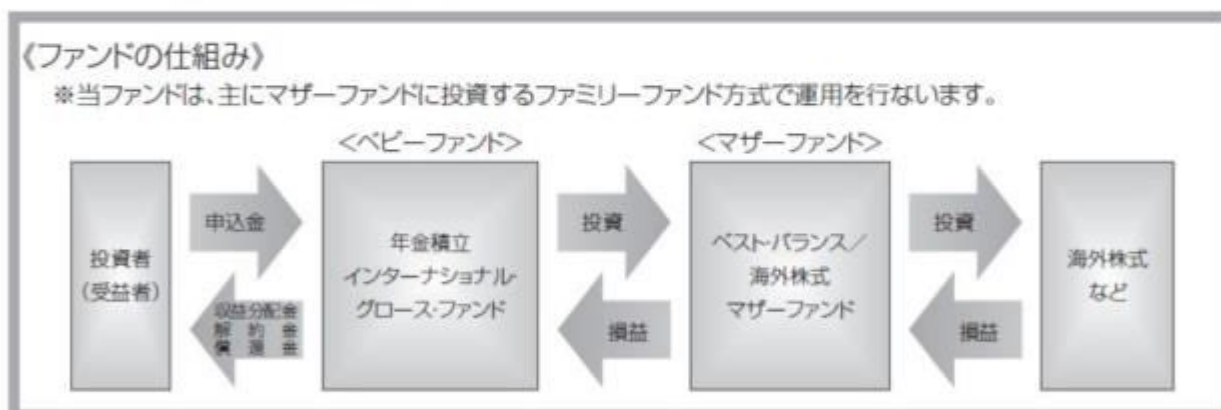 《ファンドの仕組み》
※当ファンドは、主にマザーファンドに投資するファミリーファンド方式で運用を行ないます。
<ベビーファンド>
<マザーファンド>
投資者
(受益者)
申込金
収益分配金
解約金
償還金
年金積立
インターナショナル・
グロース・ファンド
投資
損益
ベスト・バランス/
海外株式
マザーファンド
投資
損益
海外株式
など